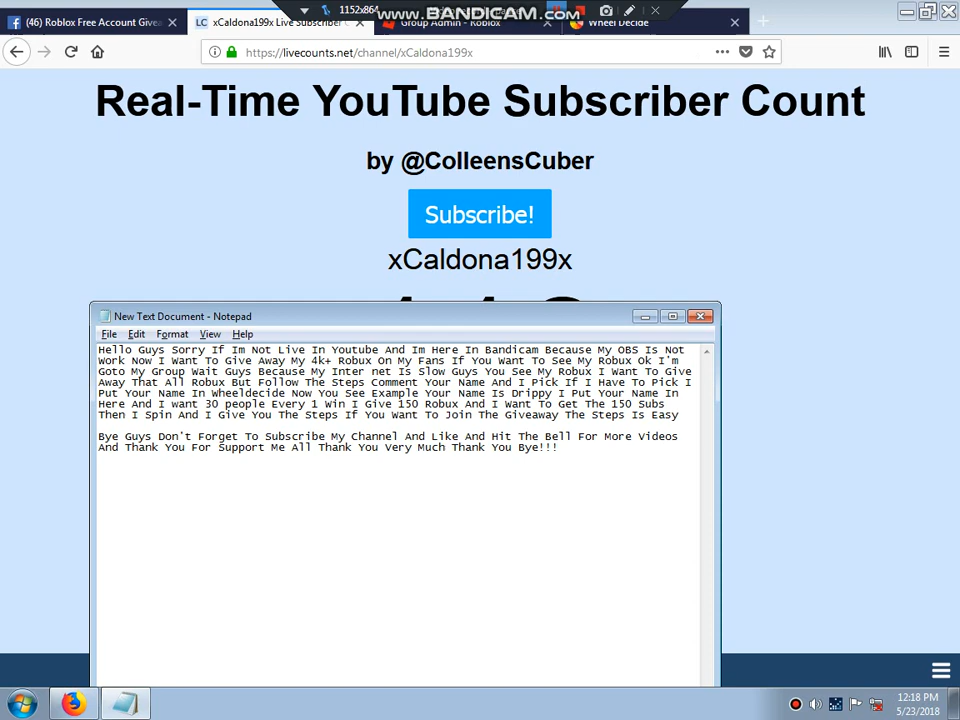 1152x864
www.BANDICAM.com
(46) Roblox Free Account Givea
LC xCaldona199x Live Subscriber C
Group Admin - Roblox
Wheel Decide
https://livecounts.net/channel/xCaldona199x
Real-Time YouTube Subscriber Count
by @ColleensCuber
Subscribe!
xCaldona199x
New Text Document - Notepad
File Edit Format View Help
Hello Guys Sorry If Im Not Live In Youtube And Im Here In Bandicam Because My OBS Is Not
Work Now I Want To Give Away My 4k+ Robux On My Fans If You Want To See My Robux Ok I'm
Goto My Group Wait Guys Because My Inter net Is Slow Guys You See My Robux I Want To Give
Away That All Robux But Follow The Steps Comment Your Name And I Pick If I Have To Pick I
Put Your Name In Wheeldecide Now You See Example Your Name Is Drippy I Put Your Name In
Here And I want 30 people Every 1 Win I Give 150 Robux And I Want To Get The 150 Subs
Then I Spin And I Give You The Steps If You Want To Join The Giveaway The Steps Is Easy
Bye Guys Don't Forget To Subscribe My Channel And Like And Hit The Bell For More Videos
And Thank You For Support Me All Thank You Very Much Thank You Bye!!!
12:18 PM
5/23/2018